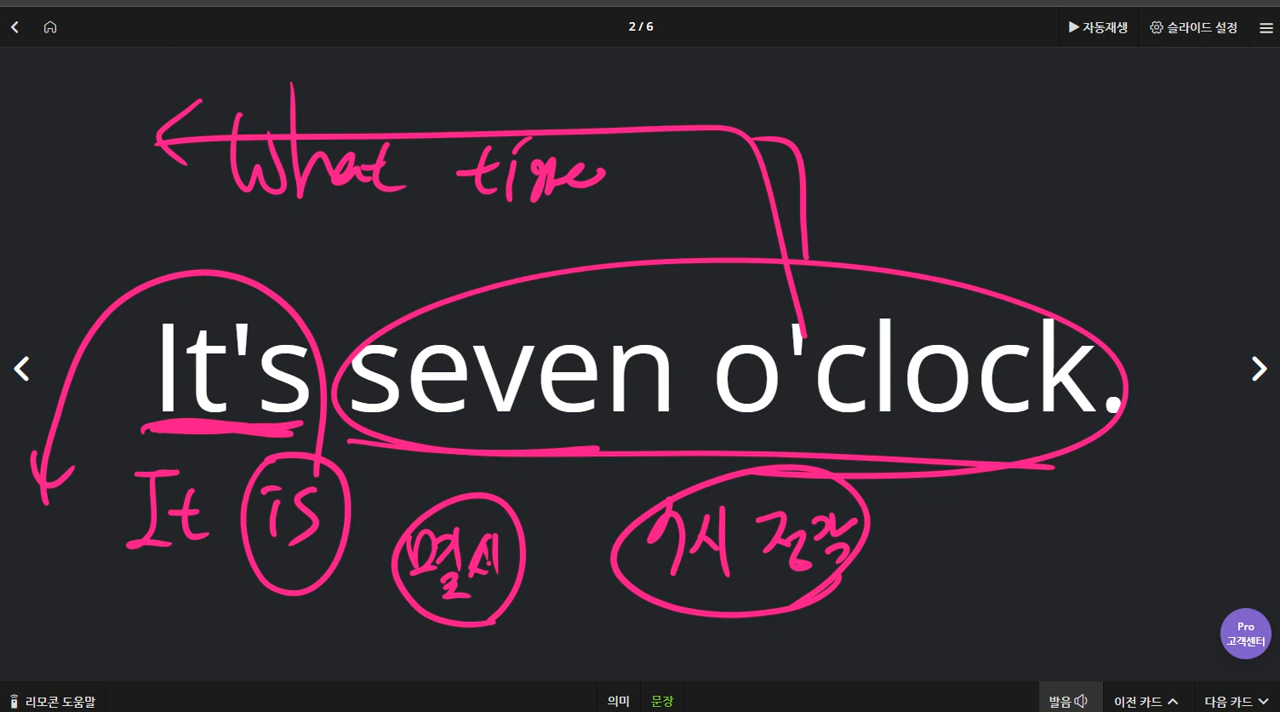 2 / 6
자동재생
슬라이드 설정
What time
It's seven o'clock.
It is
몇시
7시 정각
Pro
고객센터
리모콘 도움말
의미
문장
발음
이전 카드
다음 카드